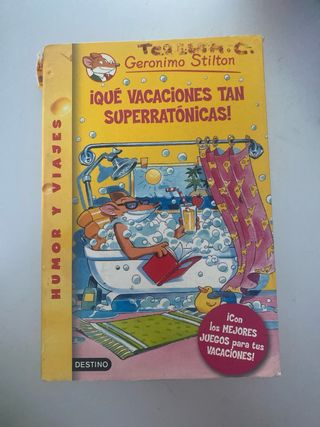 Geronimo Stilton
¡QUÉ VACACIONES TAN
SUPERRATÓNICAS!
HUMOR Y VIAJES
¡Con
los MEJORES
JUEGOS para tus
VACACIONES!
DESTINO